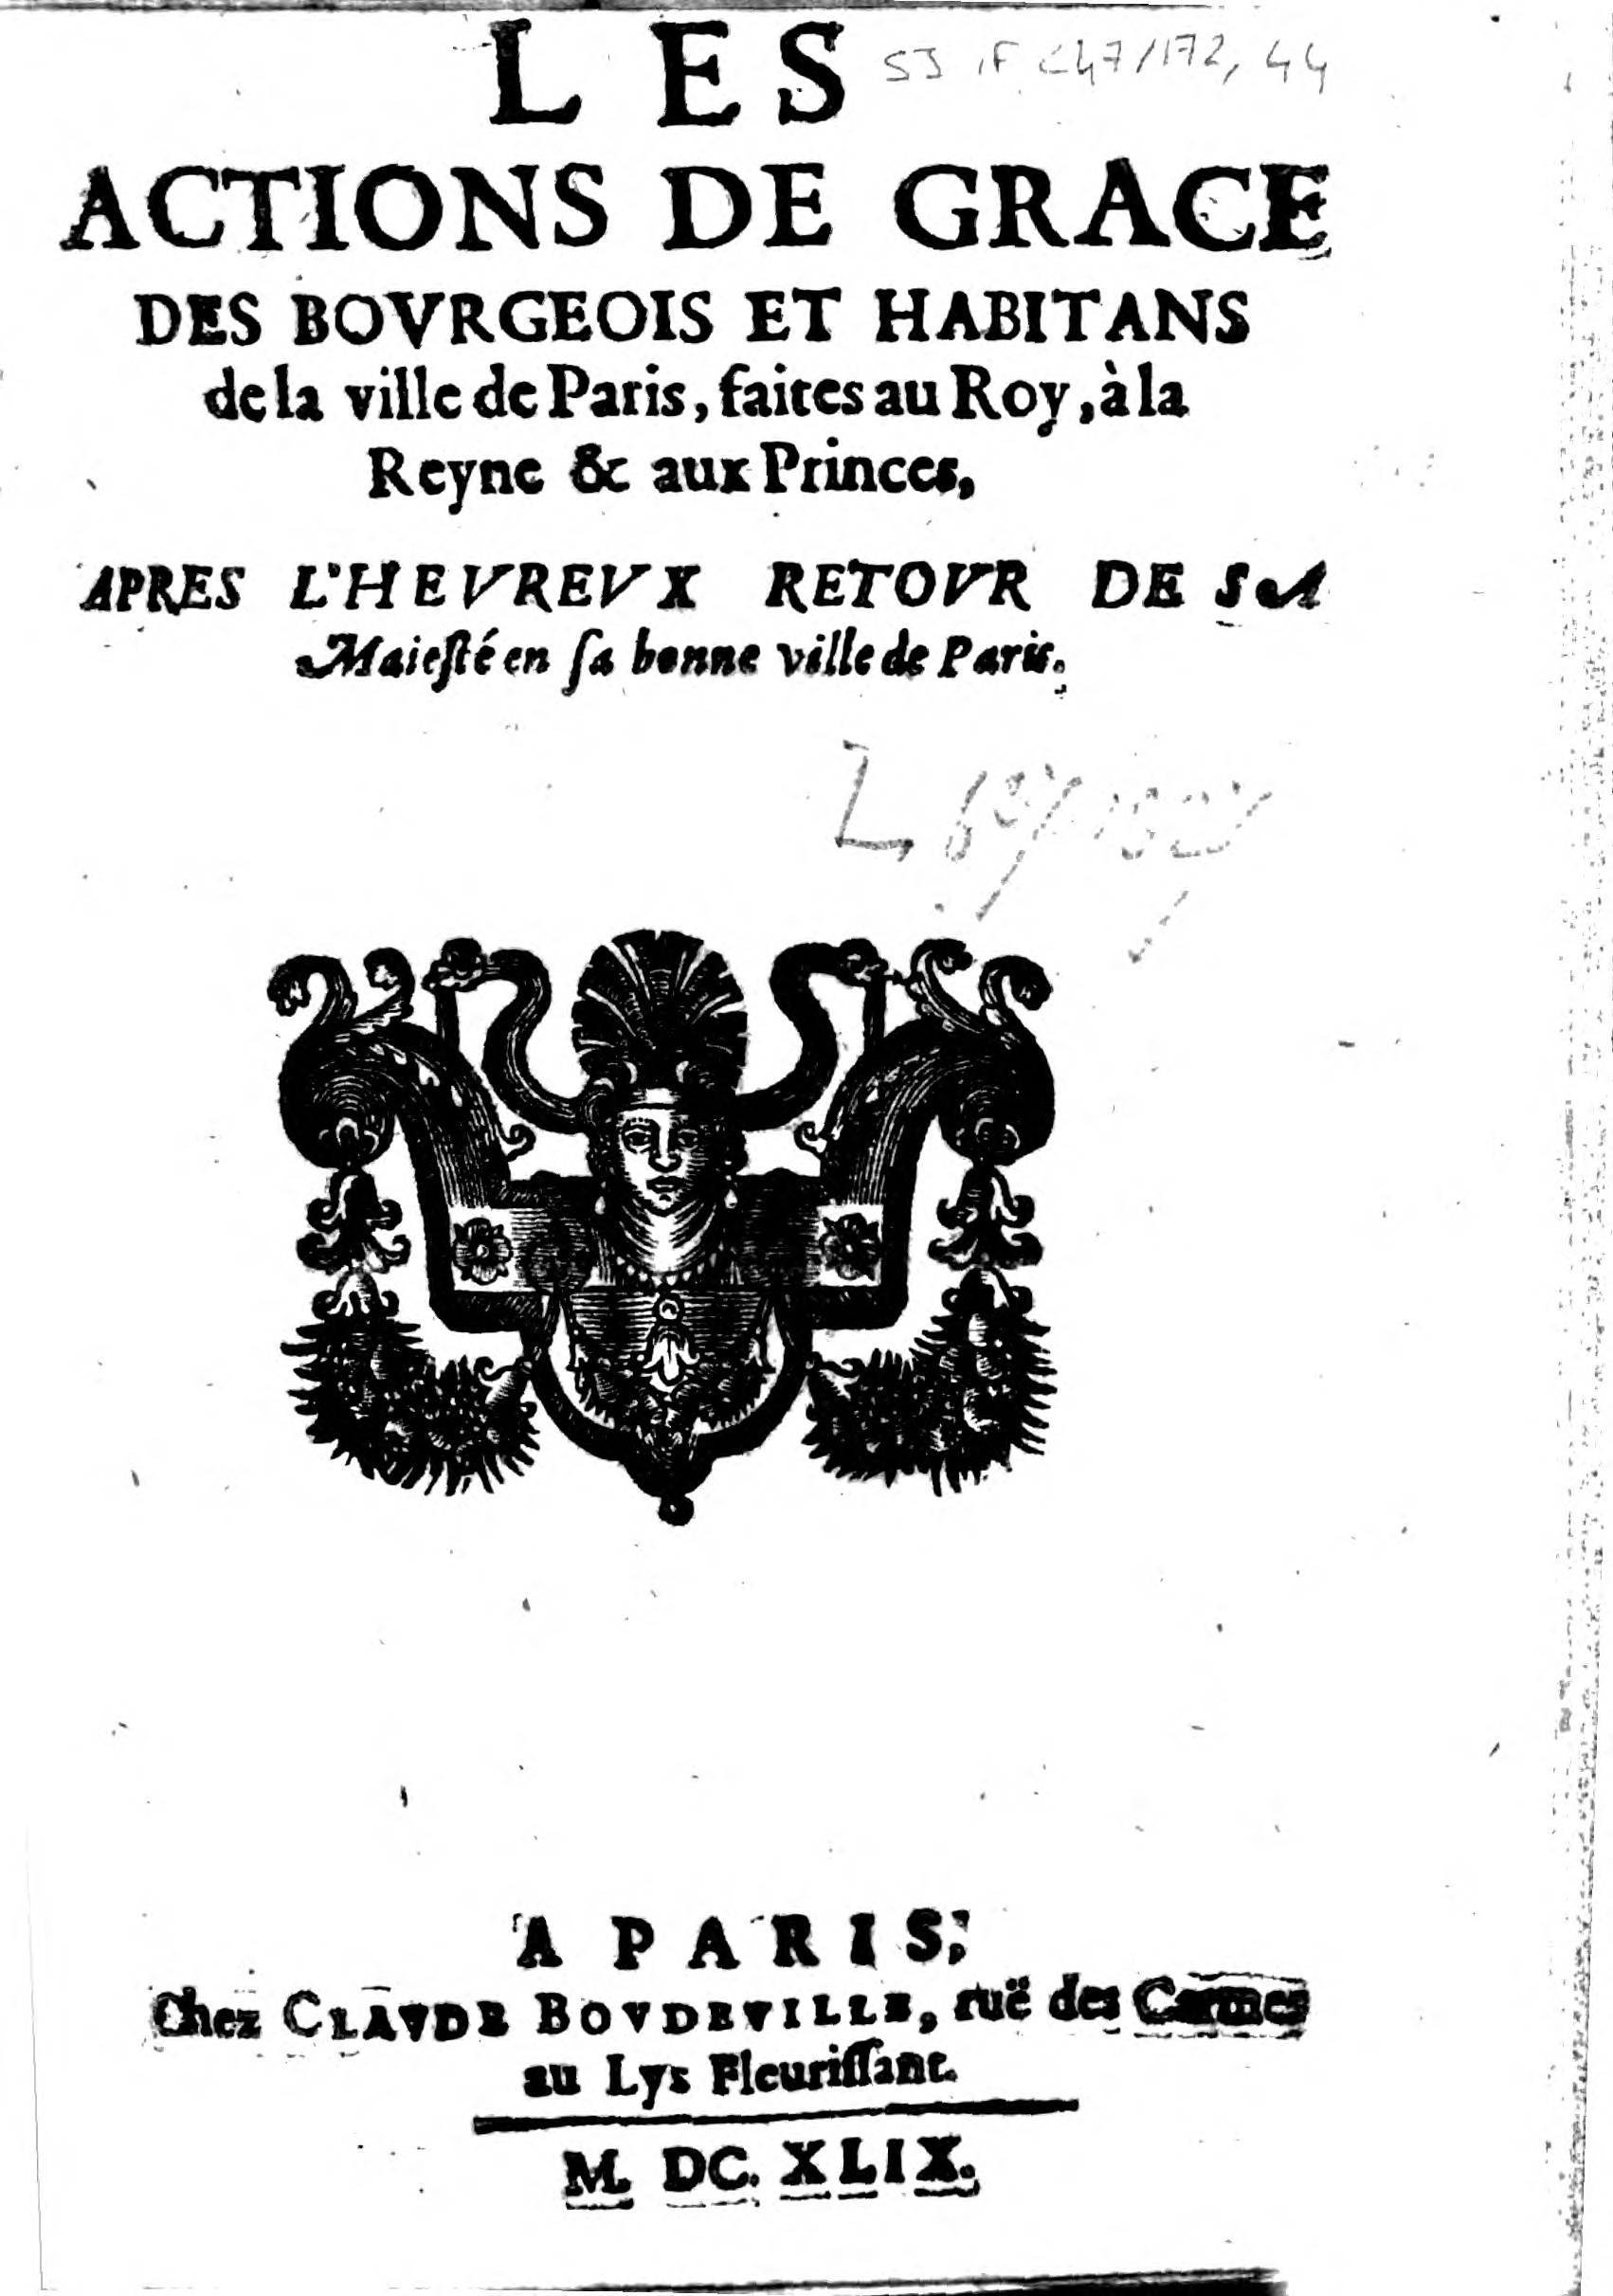 LES
SJ IF 247/172, 44
ACTIONS DE GRACE
DES BOVRGEOIS ET HABITANS
de la ville de Paris, faites au Roy, à la
Reyne & aux Princes,
APRES L'HEVREVX RETOVR DE SA
Maieſté en ſa bonne ville de Paris.
A PARIS,
Chez CLAVDE BOVDEVILLE, ruë des Carmes
au Lys Fleuriſſant.
M. DC. XLIX.